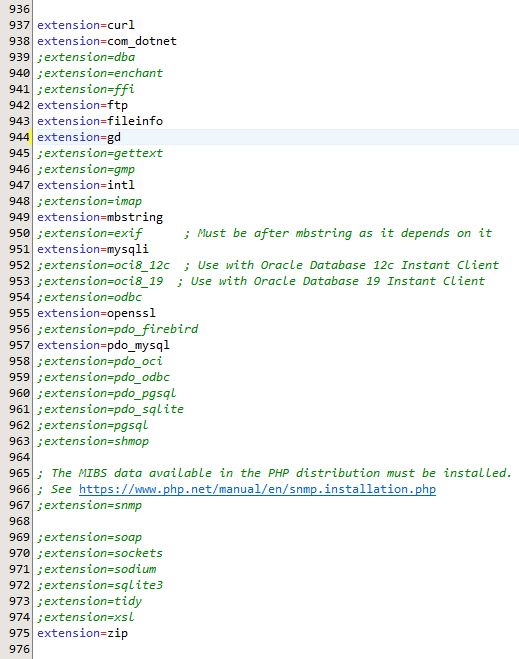 936
937 extension=curl
938 extension=com_dotnet
939 ;extension=dba
940 ;extension=enchant
941 ;extension=ffi
942 extension=ftp
943 extension=fileinfo
944 extension=gd
945 ;extension=gettext
946 ;extension=gmp
947 extension=intl
948 ;extension=imap
949 extension=mbstring
950 ;extension=exif      ; Must be after mbstring as it depends on it
951 extension=mysqli
952 ;extension=oci8_12c  ; Use with Oracle Database 12c Instant Client
953 ;extension=oci8_19  ; Use with Oracle Database 19 Instant Client
954 ;extension=odbc
955 extension=openssl
956 ;extension=pdo_firebird
957 extension=pdo_mysql
958 ;extension=pdo_oci
959 ;extension=pdo_odbc
960 ;extension=pdo_pgsql
961 ;extension=pdo_sqlite
962 ;extension=pgsql
963 ;extension=shmop
964
965 ; The MIBS data available in the PHP distribution must be installed.
966 ; See https://www.php.net/manual/en/snmp.installation.php
967 ;extension=snmp
968
969 ;extension=soap
970 ;extension=sockets
971 ;extension=sodium
972 ;extension=sqlite3
973 ;extension=tidy
974 ;extension=xsl
975 extension=zip
976